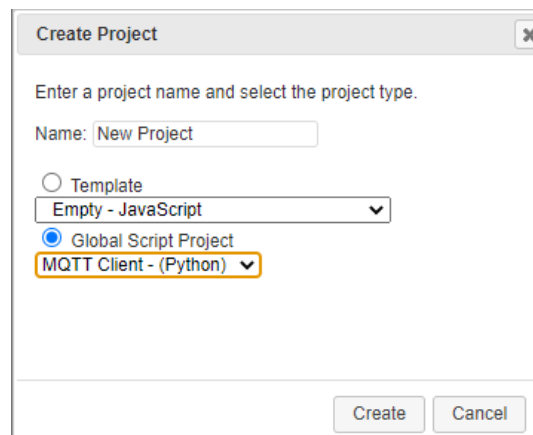 Create Project
Enter a project name and select the project type.
Name: New Project
Template
Empty - JavaScript
Global Script Project
MQTT Client - (Python)
Create Cancel